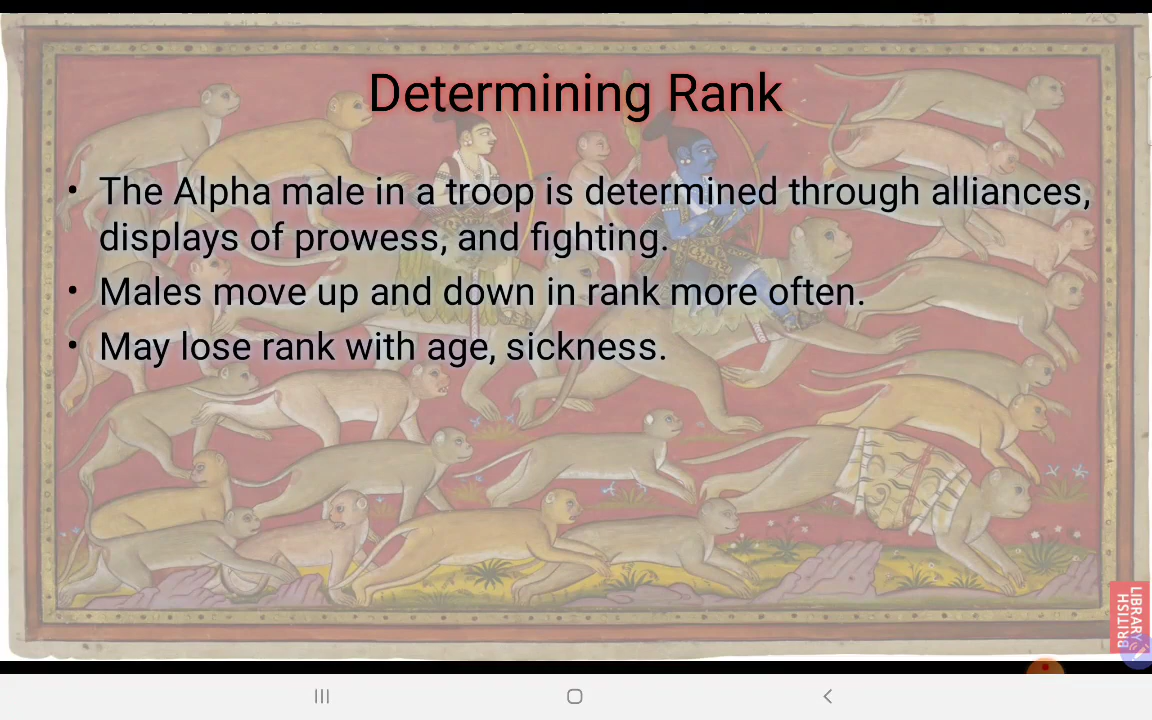 Determining Rank
• The Alpha male in a troop is determined through alliances,
displays of prowess, and fighting.
• Males move up and down in rank more often.
• May lose rank with age, sickness.
BRITISH
LIBRARY